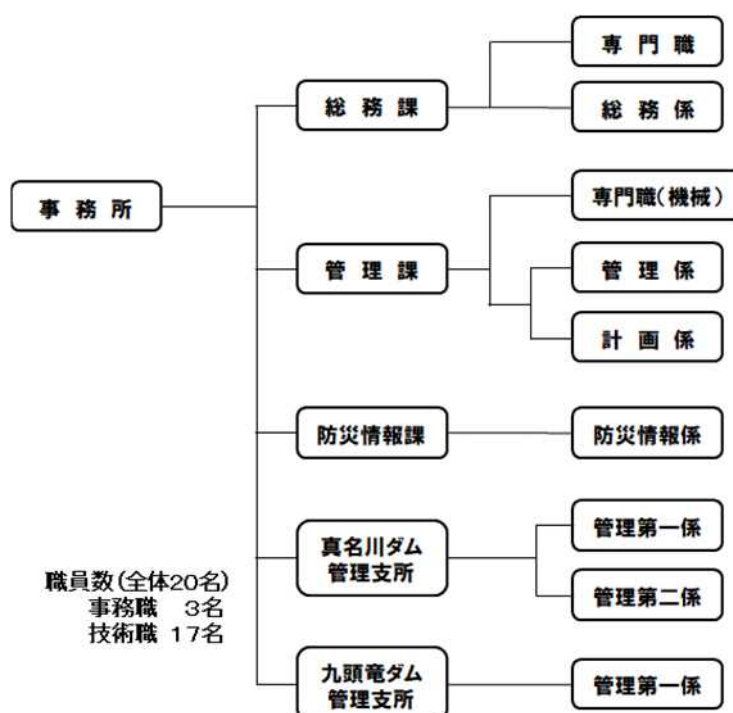 専門職
総務課
総務係
事務所
専門職(機械)
管理課
管理係
計画係
防災情報課
防災情報係
真名川ダム
管理支所
管理第一係
管理第二係
職員数(全体20名)
事務職 3名
技術職 17名
九頭竜ダム
管理支所
管理第一係